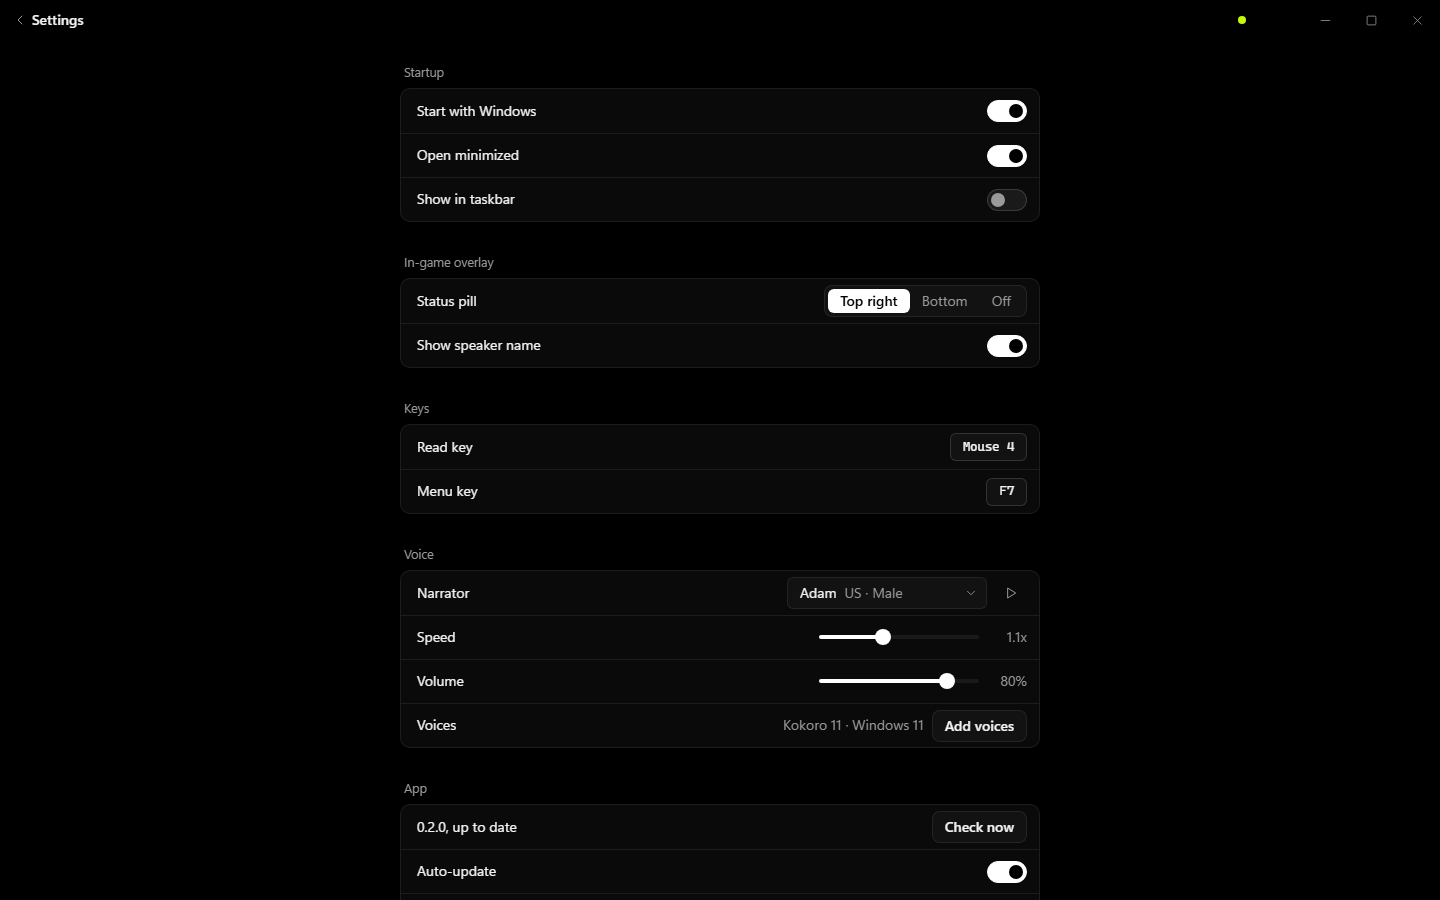 Settings
Startup
Start with Windows
Open minimized
Show in taskbar
In-game overlay
Status pill Top right Bottom Off
Show speaker name
Keys
Read key Mouse 4
Menu key F7
Voice
Narrator Adam US · Male
Speed 1.1x
Volume 80%
Voices Kokoro 11 · Windows 11 Add voices
App
0.2.0, up to date Check now
Auto-update